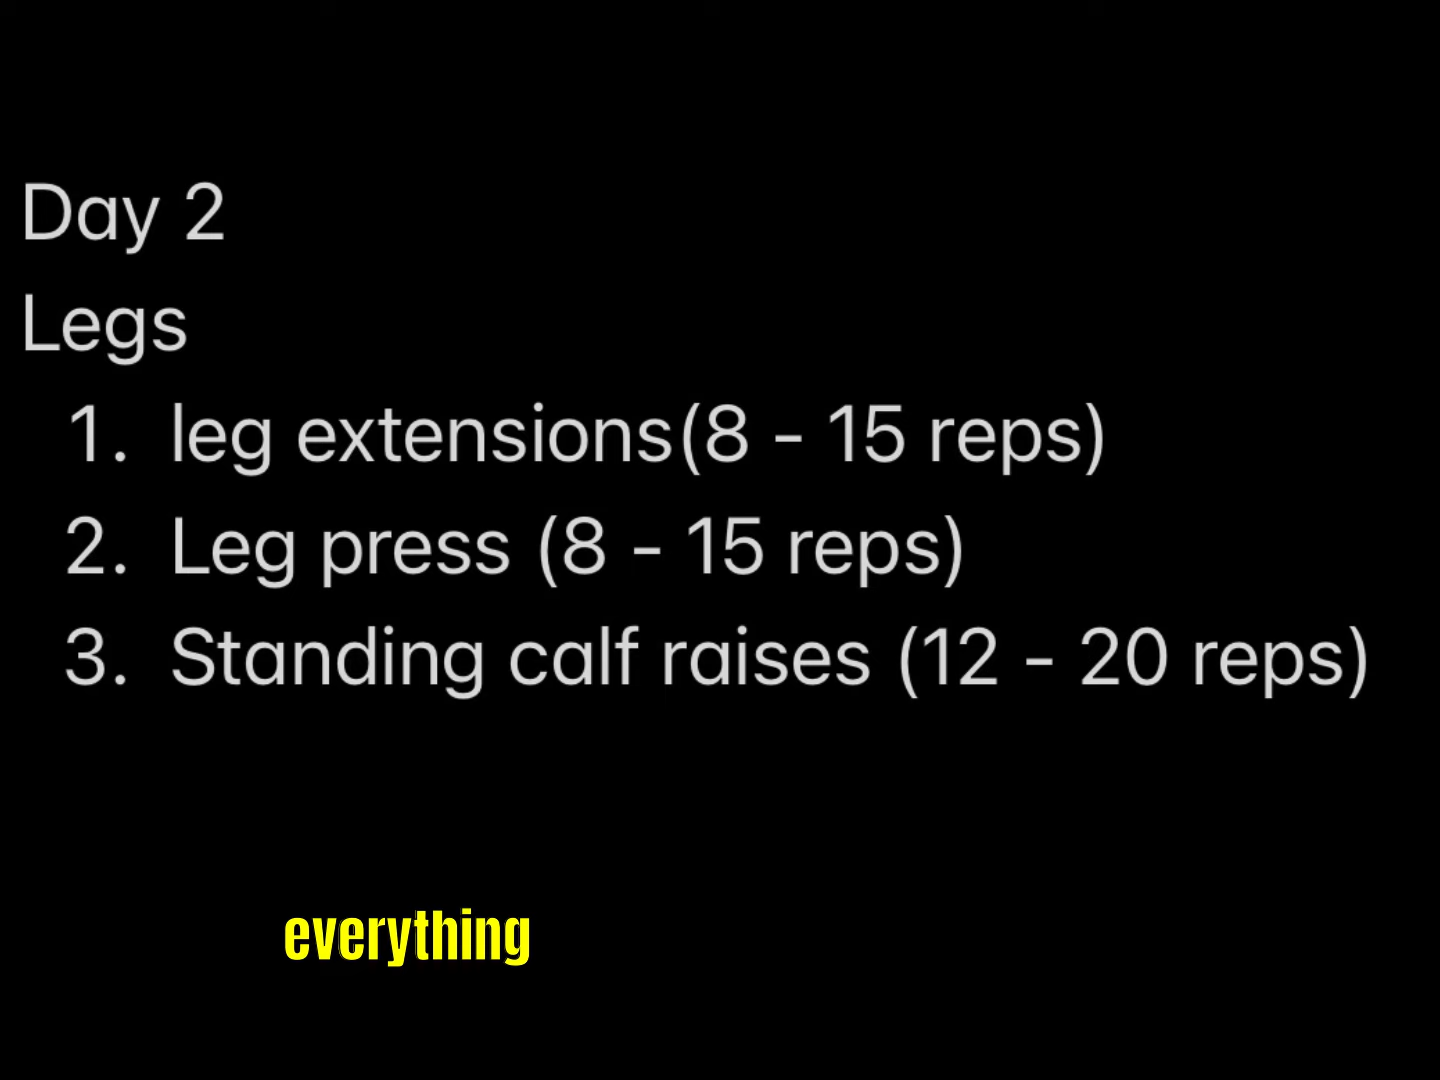 Day 2
Legs
1. leg extensions(8 - 15 reps)
2. Leg press (8 - 15 reps)
3. Standing calf raises (12 - 20 reps)
everything